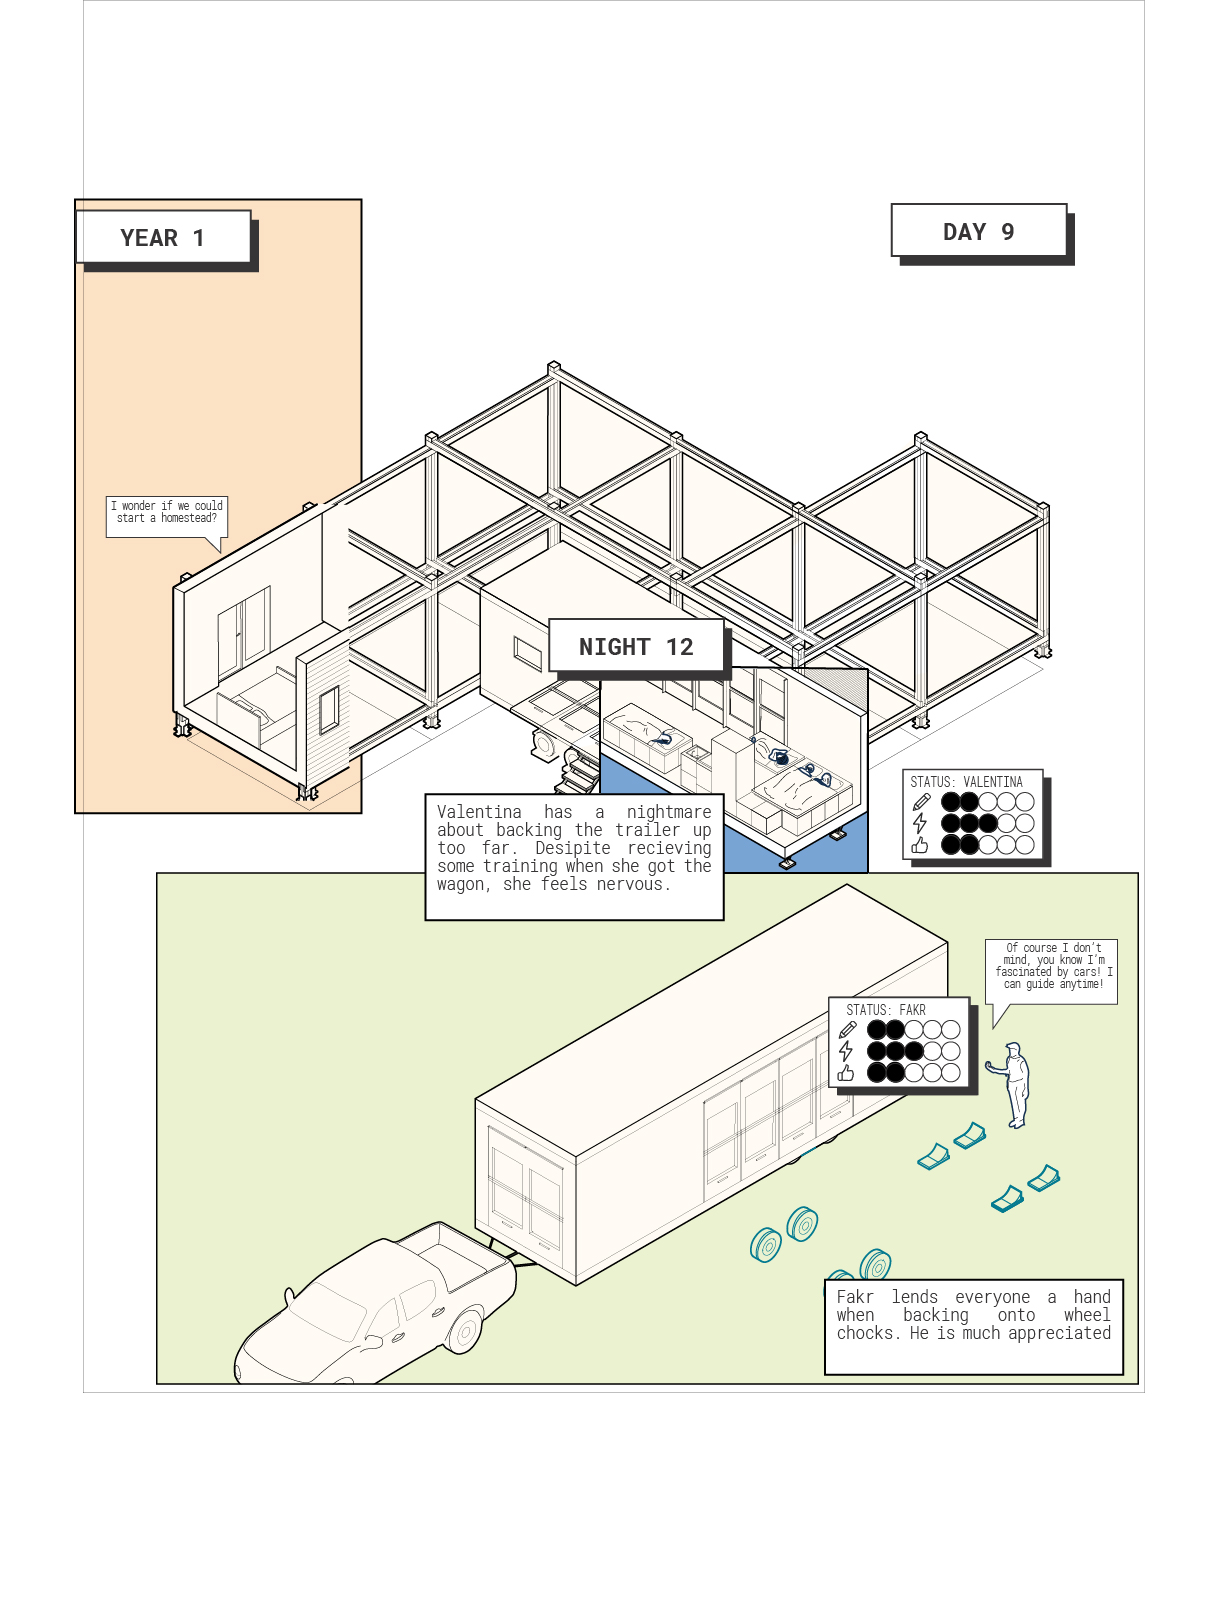 YEAR 1
DAY 9
I wonder if we could
start a homestead?
NIGHT 12
STATUS: VALENTINA
Valentina has a nightmare
about backing the trailer up
too far. Desipite recieving
some training when she got the
wagon, she feels nervous.
Of course I don't
mind, you know I'm
fascinated by cars! I
can guide anytime!
STATUS: FAKR
Fakr lends everyone a hand
when backing onto wheel
chocks. He is much appreciated